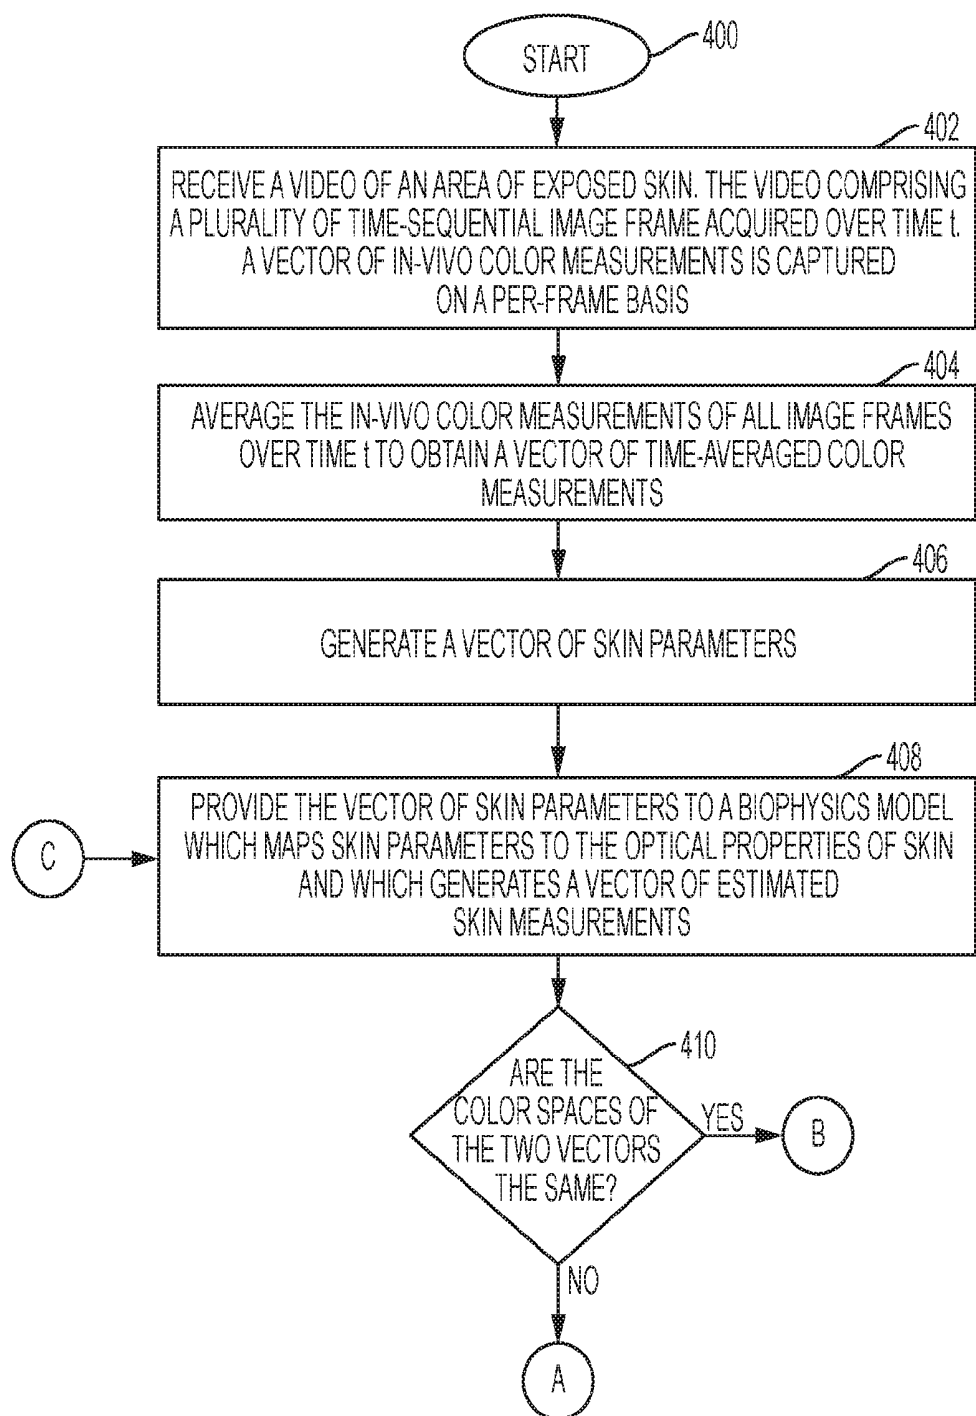 START
400
402
RECEIVE A VIDEO OF AN AREA OF EXPOSED SKIN. THE VIDEO COMPRISING
A PLURALITY OF TIME-SEQUENTIAL IMAGE FRAME ACQUIRED OVER TIME t.
A VECTOR OF IN-VIVO COLOR MEASUREMENTS IS CAPTURED
ON A PER-FRAME BASIS
404
AVERAGE THE IN-VIVO COLOR MEASUREMENTS OF ALL IMAGE FRAMES
OVER TIME t TO OBTAIN A VECTOR OF TIME-AVERAGED COLOR
MEASUREMENTS
406
GENERATE A VECTOR OF SKIN PARAMETERS
408
PROVIDE THE VECTOR OF SKIN PARAMETERS TO A BIOPHYSICS MODEL
WHICH MAPS SKIN PARAMETERS TO THE OPTICAL PROPERTIES OF SKIN
AND WHICH GENERATES A VECTOR OF ESTIMATED
SKIN MEASUREMENTS
C
410
ARE THE
COLOR SPACES OF
THE TWO VECTORS
THE SAME?
YES
B
NO
A